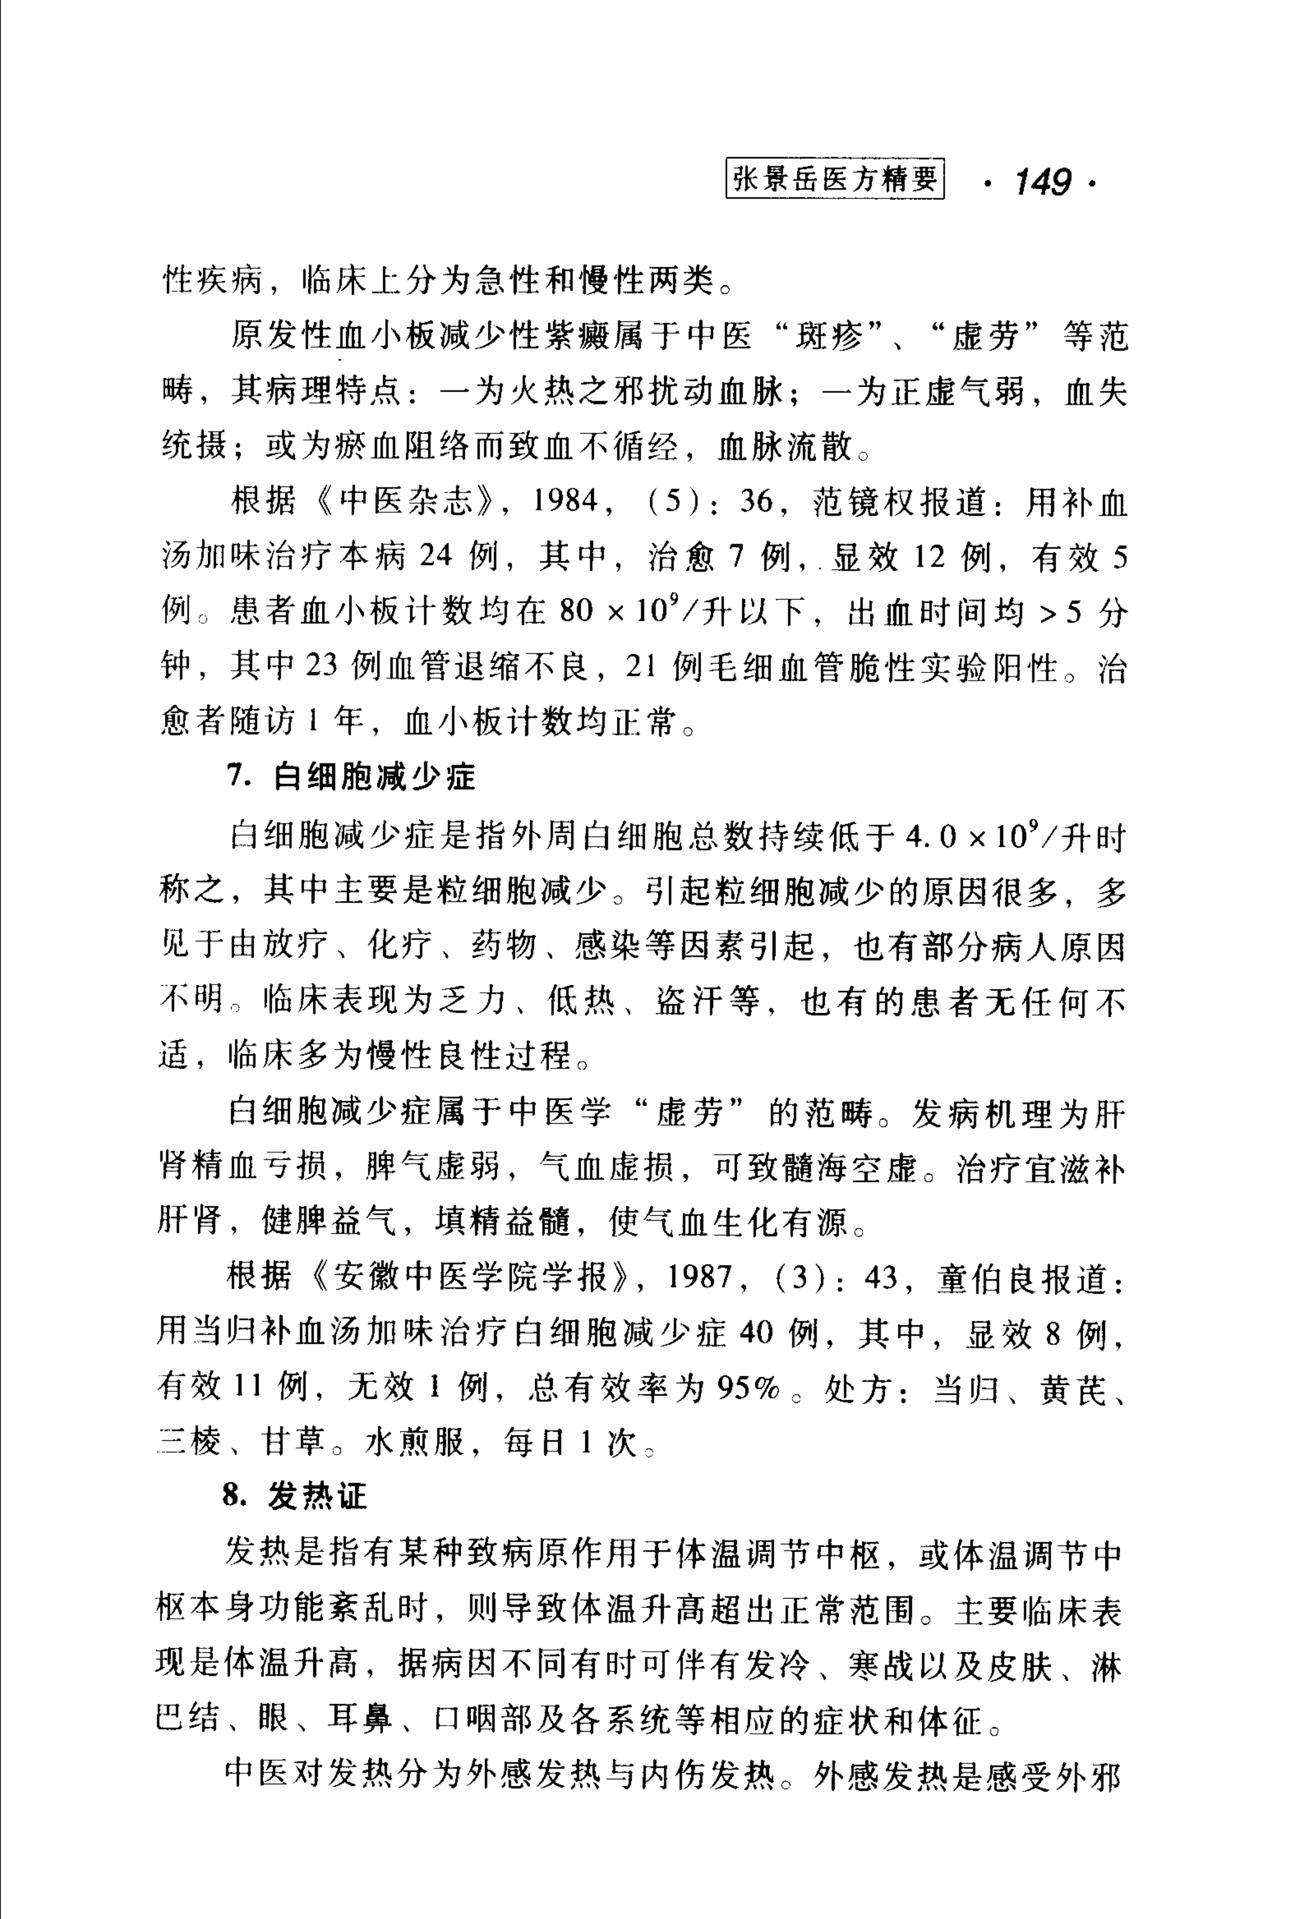 张景岳医方精要 · 149 ·
性疾病，临床上分为急性和慢性两类。
原发性血小板减少性紫癜属于中医“斑疹”、“虚劳”等范
畴，其病理特点：一为火热之邪扰动血脉；一为正虚气弱，血失
统摄；或为瘀血阻络而致血不循经，血脉流散。
根据《中医杂志》，1984，（5）：36，范镜权报道：用补血
汤加味治疗本病 24 例，其中，治愈 7 例，显效 12 例，有效 5
例。患者血小板计数均在 80×10⁹/升以下，出血时间均＞5 分
钟，其中 23 例血管退缩不良，21 例毛细血管脆性实验阳性。治
愈者随访 1 年，血小板计数均正常。
7. 白细胞减少症
白细胞减少症是指外周白细胞总数持续低于 4.0×10⁹/升时
称之，其中主要是粒细胞减少。引起粒细胞减少的原因很多，多
见于由放疗、化疗、药物、感染等因素引起，也有部分病人原因
不明。临床表现为乏力、低热、盗汗等，也有的患者无任何不
适，临床多为慢性良性过程。
白细胞减少症属于中医学“虚劳”的范畴。发病机理为肝
肾精血亏损，脾气虚弱，气血虚损，可致髓海空虚。治疗宜滋补
肝肾，健脾益气，填精益髓，使气血生化有源。
根据《安徽中医学院学报》，1987，（3）：43，童伯良报道：
用当归补血汤加味治疗白细胞减少症 40 例，其中，显效 8 例，
有效 11 例，无效 1 例，总有效率为 95%。处方：当归、黄芪、
三棱、甘草。水煎服，每日 1 次。
8. 发热证
发热是指有某种致病原作用于体温调节中枢，或体温调节中
枢本身功能紊乱时，则导致体温升高超出正常范围。主要临床表
现是体温升高，据病因不同有时可伴有发冷、寒战以及皮肤、淋
巴结、眼、耳鼻、口咽部及各系统等相应的症状和体征。
中医对发热分为外感发热与内伤发热。外感发热是感受外邪